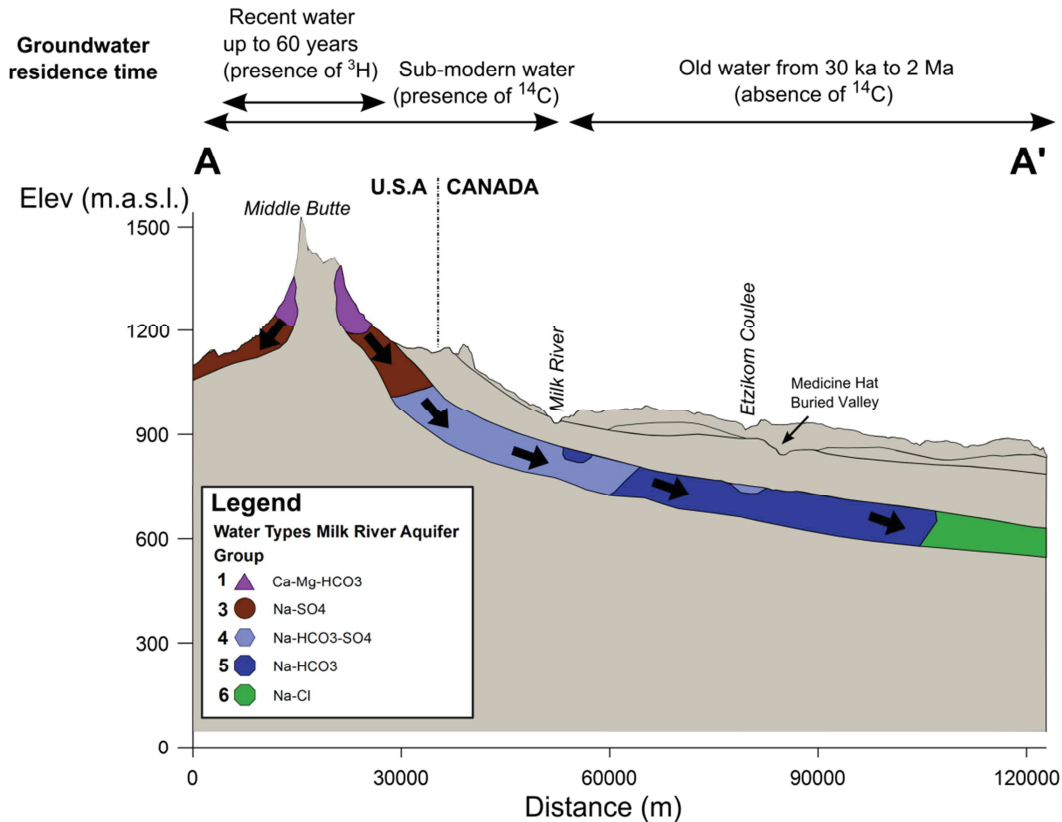 Groundwater
residence time
Recent water
up to 60 years
(presence of ³H)
Sub-modern water
(presence of ¹⁴C)
Old water from 30 ka to 2 Ma
(absence of ¹⁴C)
A
A'
U.S.A
CANADA
Elev (m.a.s.l.)
Middle Butte
Milk River
Etzikom Coulee
Medicine Hat
Buried Valley
1500
1200
900
600
300
0
Legend
Water Types Milk River Aquifer
Group
1 Ca-Mg-HCO3
3 Na-SO4
4 Na-HCO3-SO4
5 Na-HCO3
6 Na-Cl
0 30000 60000 90000 120000
Distance (m)